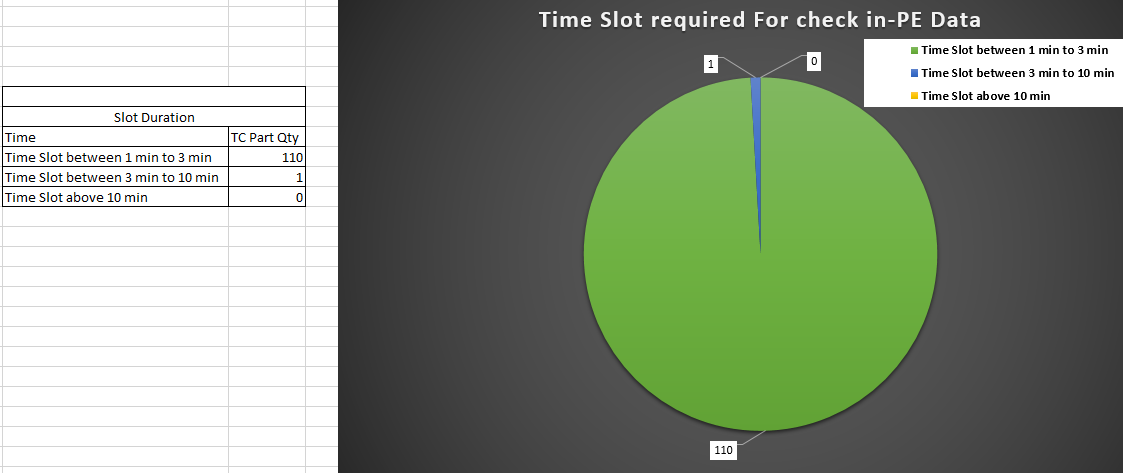 Slot Duration
Time TC Part Qty
Time Slot between 1 min to 3 min 110
Time Slot between 3 min to 10 min 1
Time Slot above 10 min 0
Time Slot required For check in-PE Data
1
0
Time Slot between 1 min to 3 min
Time Slot between 3 min to 10 min
Time Slot above 10 min
110